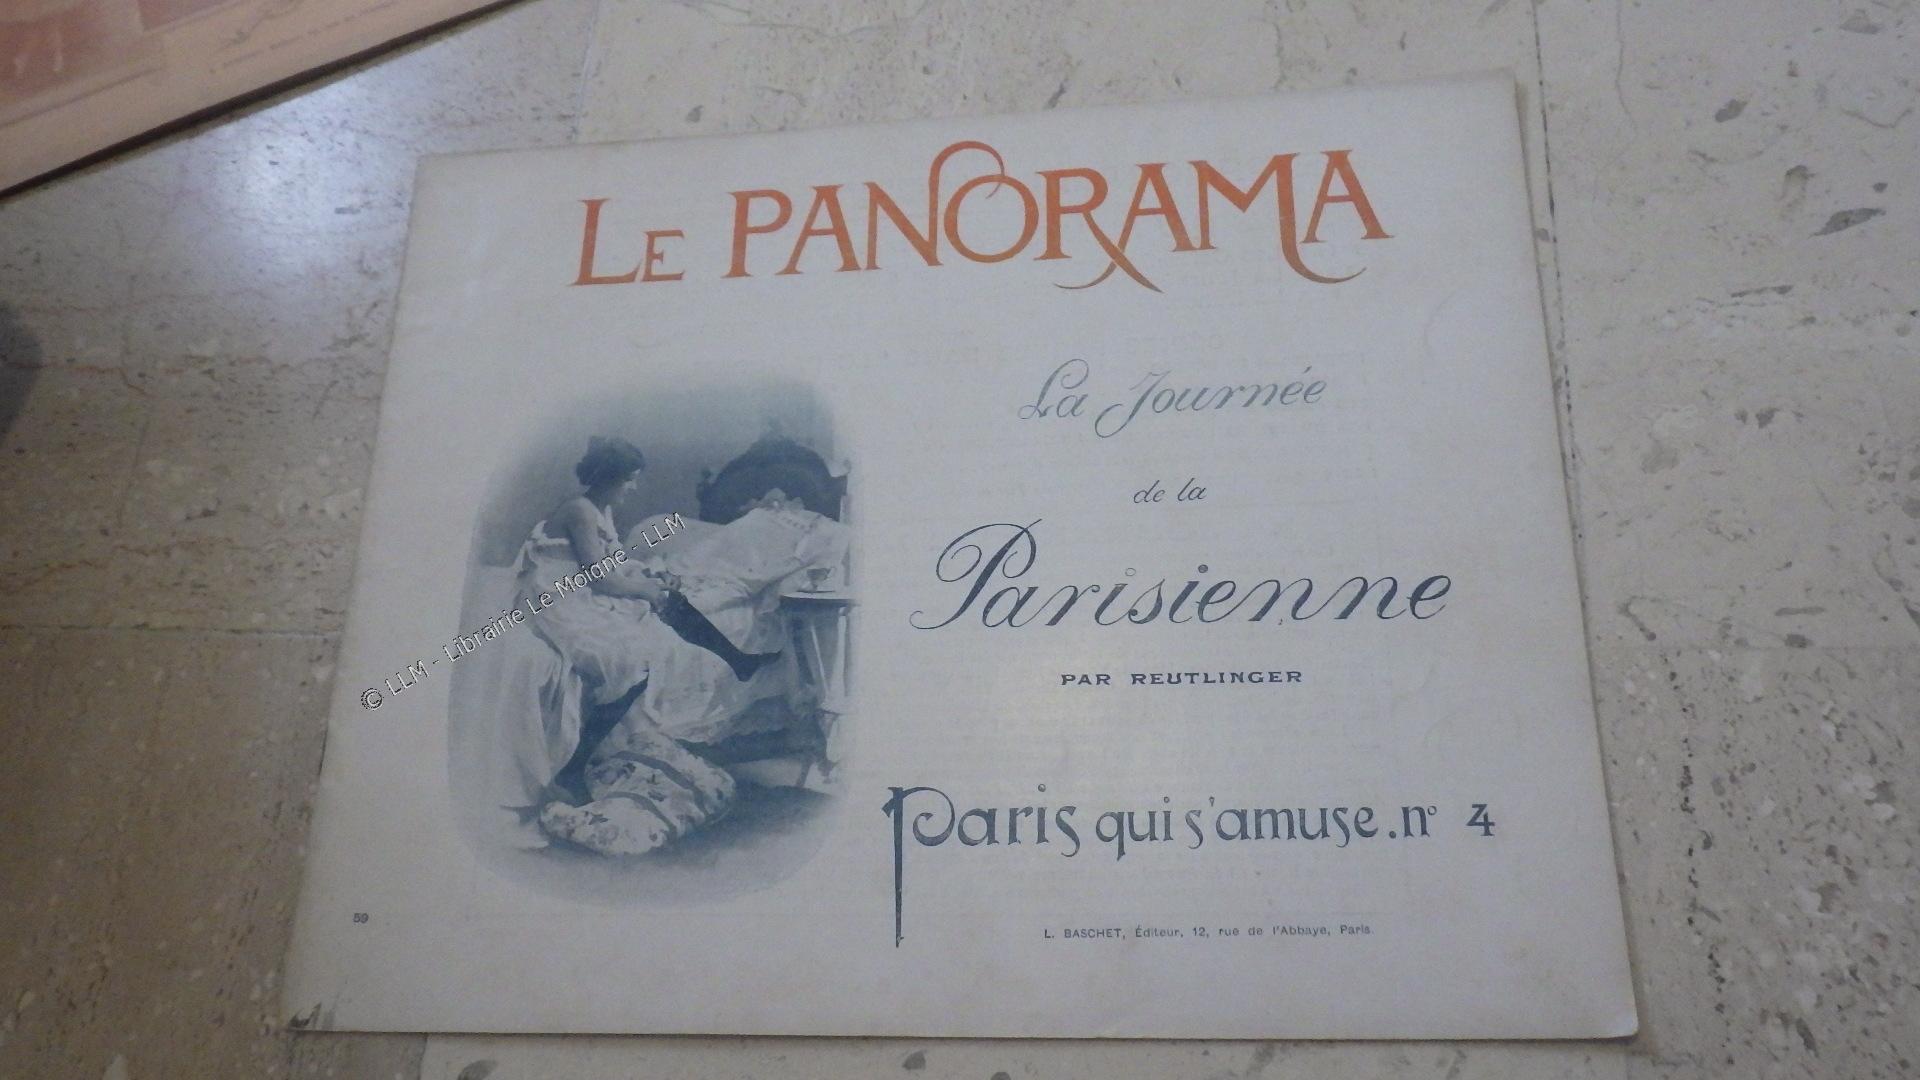 LE PANORAMA
La Journée
de la
Parisienne
PAR REUTLINGER
Paris qui s'amuse. nº 4
59
L. BASCHET, Éditeur, 12, rue de l'Abbaye, Paris.
© LLM - Librairie Le Moigne - LLM